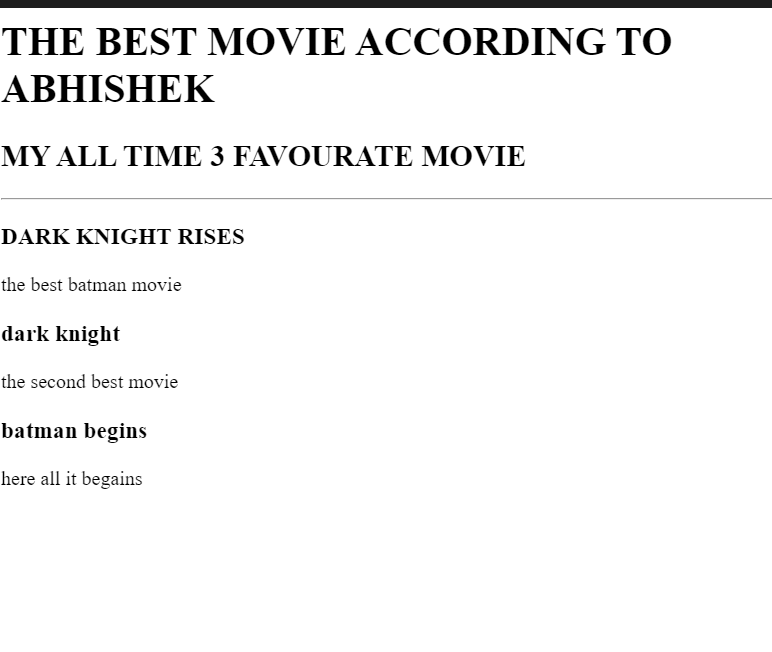 THE BEST MOVIE ACCORDING TO
ABHISHEK
MY ALL TIME 3 FAVOURATE MOVIE
DARK KNIGHT RISES
the best batman movie
dark knight
the second best movie
batman begins
here all it begains